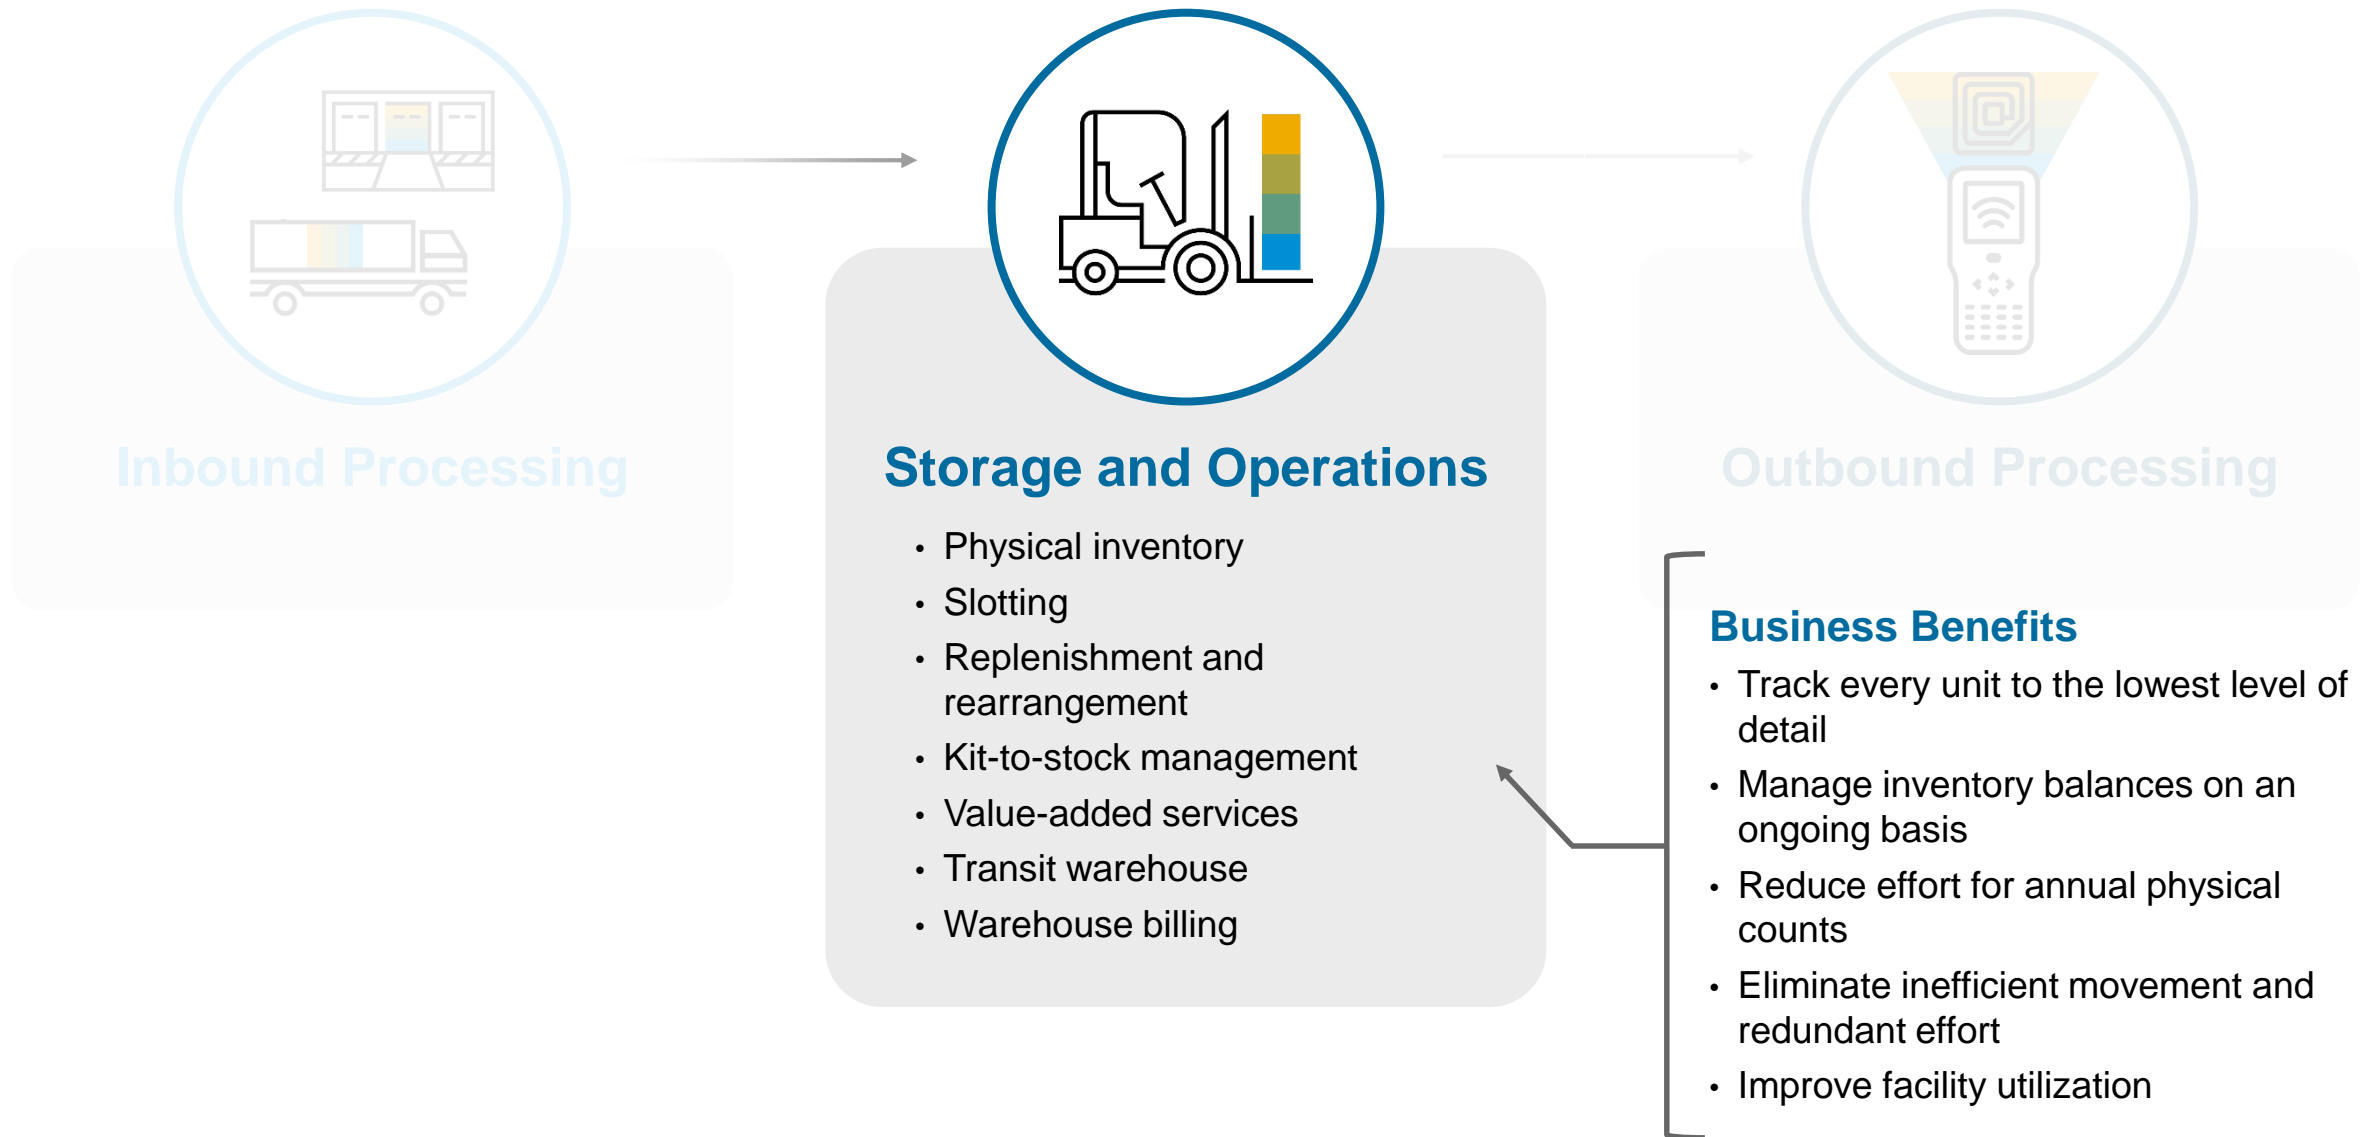 Inbound Processing
Storage and Operations
• Physical inventory
• Slotting
• Replenishment and
rearrangement
• Kit-to-stock management
• Value-added services
• Transit warehouse
• Warehouse billing
Outbound Processing
Business Benefits
• Track every unit to the lowest level of
detail
• Manage inventory balances on an
ongoing basis
• Reduce effort for annual physical
counts
• Eliminate inefficient movement and
redundant effort
• Improve facility utilization